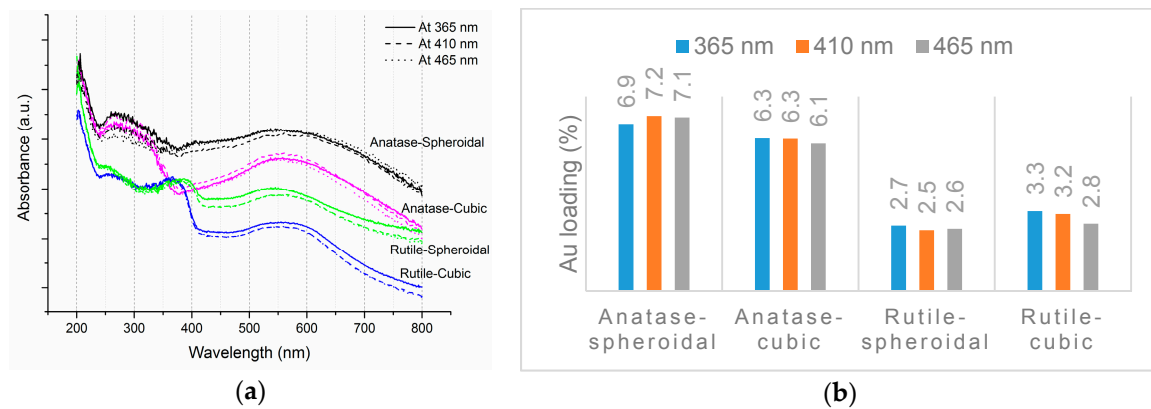 At 365 nm
At 410 nm
At 465 nm
Absorbance (a.u.)
Anatase-Spheroidal
Anatase-Cubic
Rutile-Spheroidal
Rutile-Cubic
200 300 400 500 600 700 800
Wavelength (nm)
(a)
365 nm 410 nm 465 nm
Au loading (%)
6.9 7.2 7.1 6.3 6.3 6.1 2.7 2.5 2.6 3.3 3.2 2.8
Anatase- Anatase- Rutile- Rutile-
spheroidal cubic spheroidal cubic
(b)